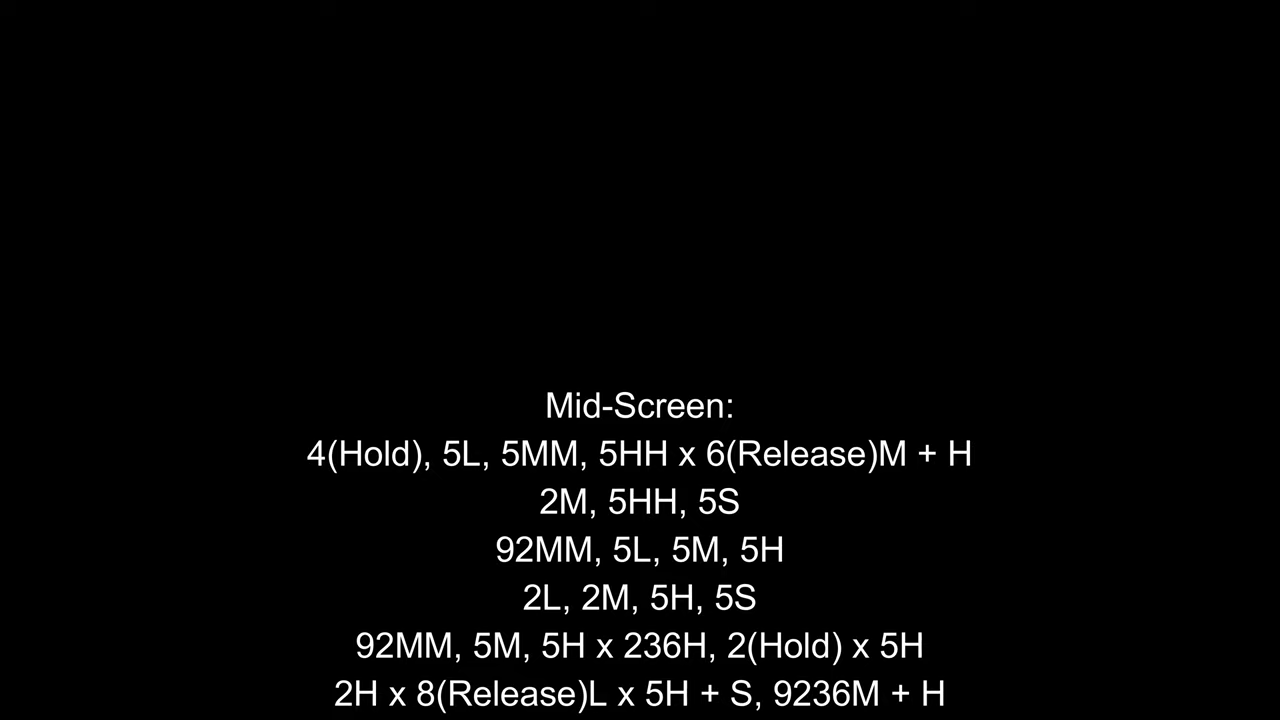 Mid-Screen:
4(Hold), 5L, 5MM, 5HH x 6(Release)M + H
2M, 5HH, 5S
92MM, 5L, 5M, 5H
2L, 2M, 5H, 5S
92MM, 5M, 5H x 236H, 2(Hold) x 5H
2H x 8(Release)L x 5H + S, 9236M + H